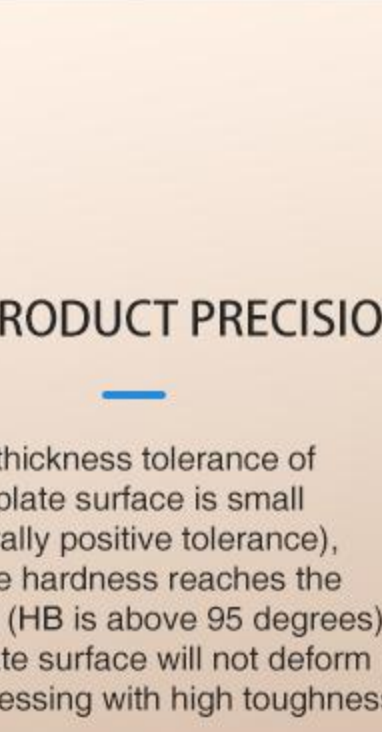 RODUCT PRECISIO
thickness tolerance of
plate surface is small
ally positive tolerance),
e hardness reaches the
(HB is above 95 degrees)
te surface will not deform
essing with high toughness